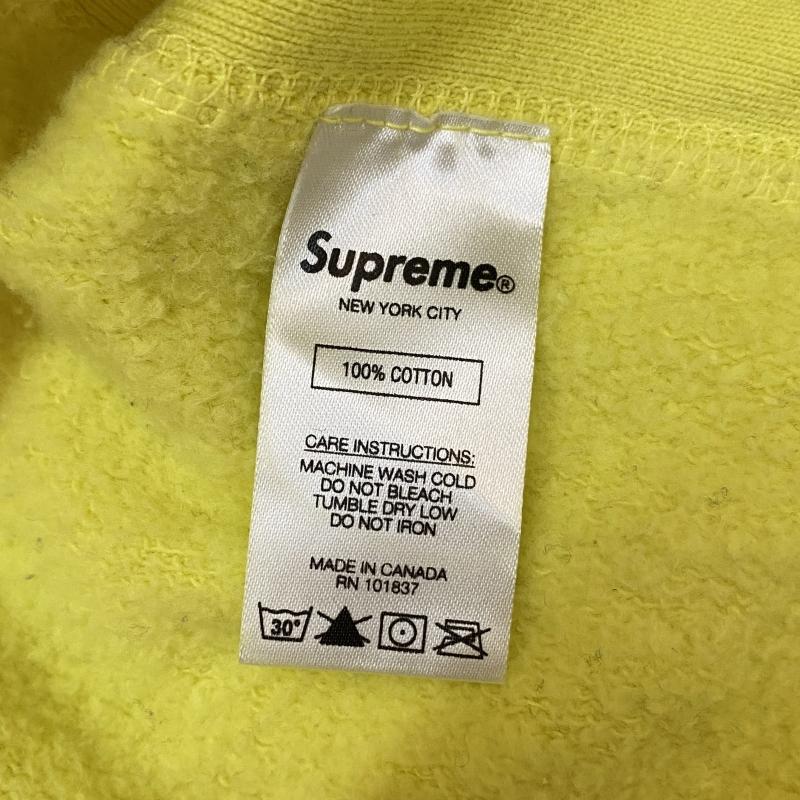 Supreme®
NEW YORK CITY
100% COTTON
CARE INSTRUCTIONS:
MACHINE WASH COLD
DO NOT BLEACH
TUMBLE DRY LOW
DO NOT IRON
MADE IN CANADA
RN 101837
30°